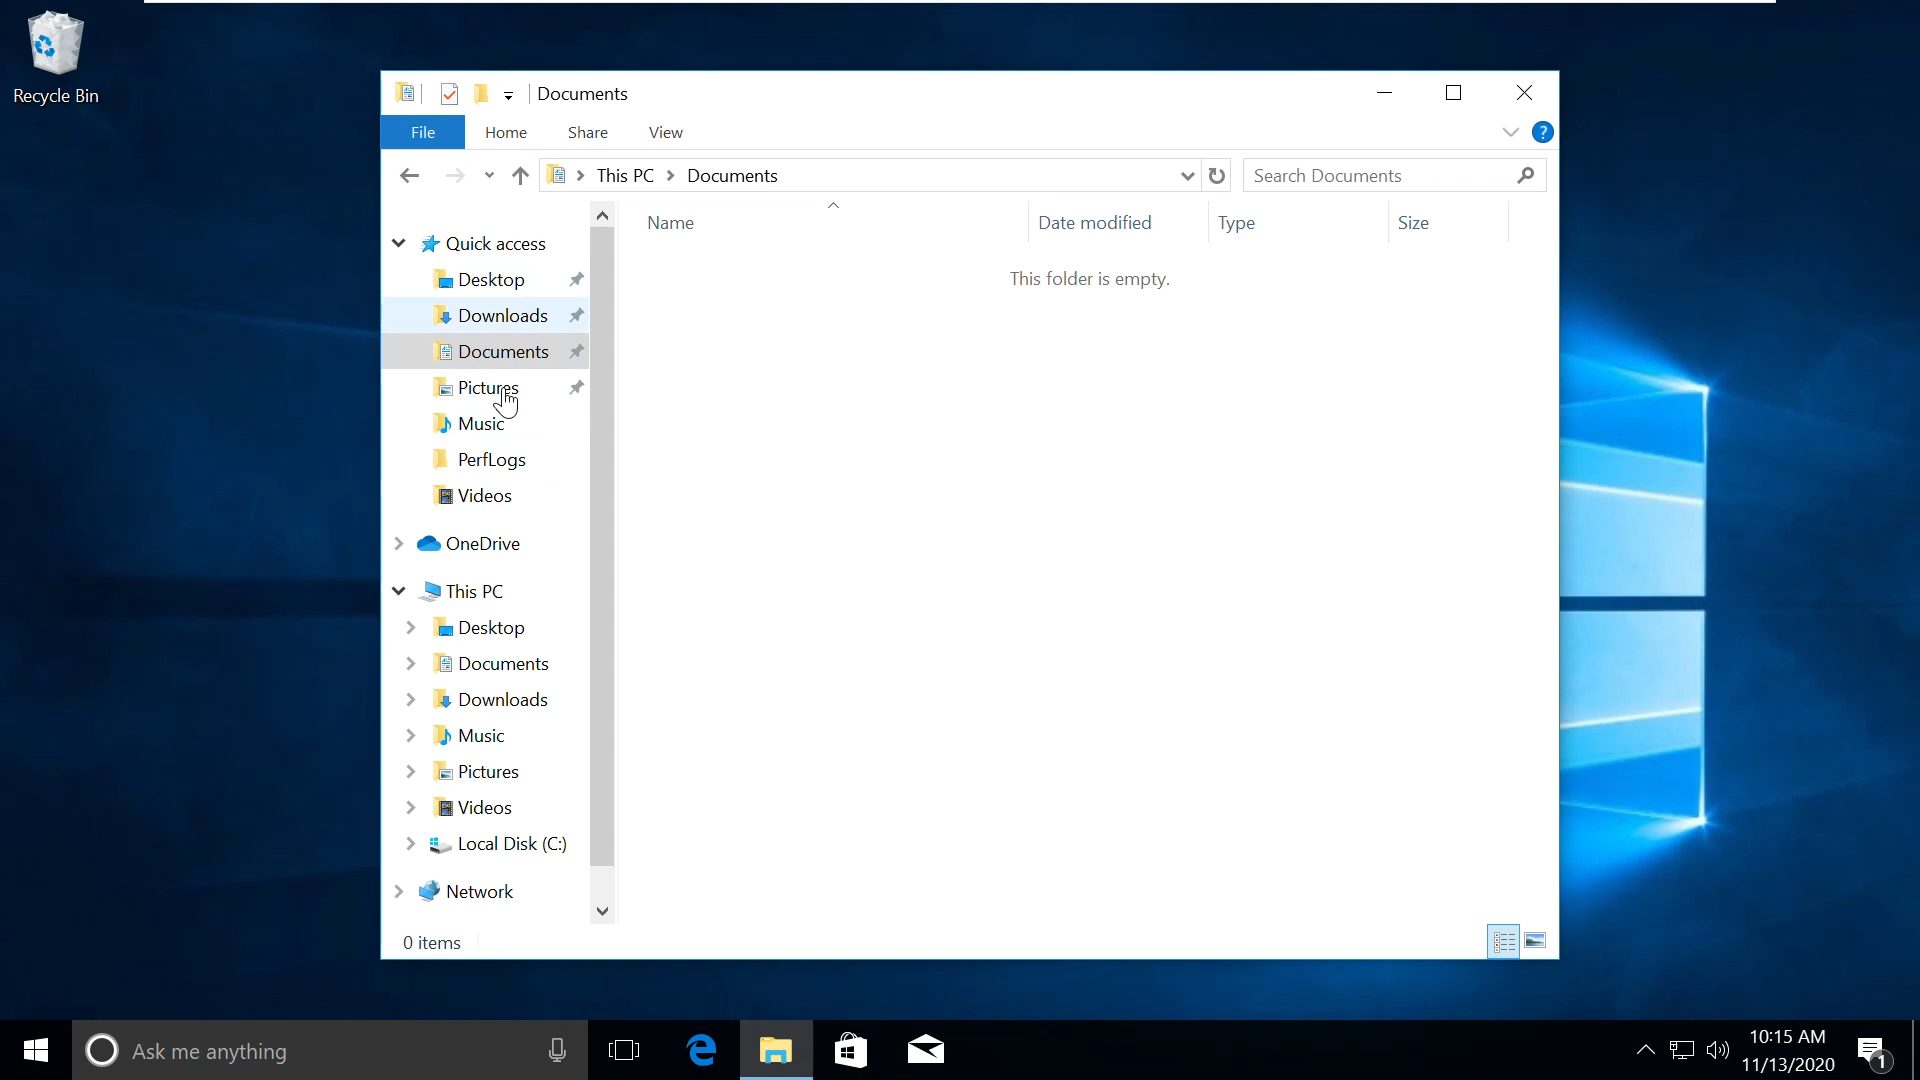 Recycle Bin
Documents
File Home Share View
?
This PC Documents
Search Documents
Name Date modified Type Size
This folder is empty.
Quick access
Desktop
Downloads
Documents
Pictures
Music
PerfLogs
Videos
OneDrive
This PC
Desktop
Documents
Downloads
Music
Pictures
Videos
Local Disk (C:)
Network
0 items
Ask me anything
10:15 AM
11/13/2020
1